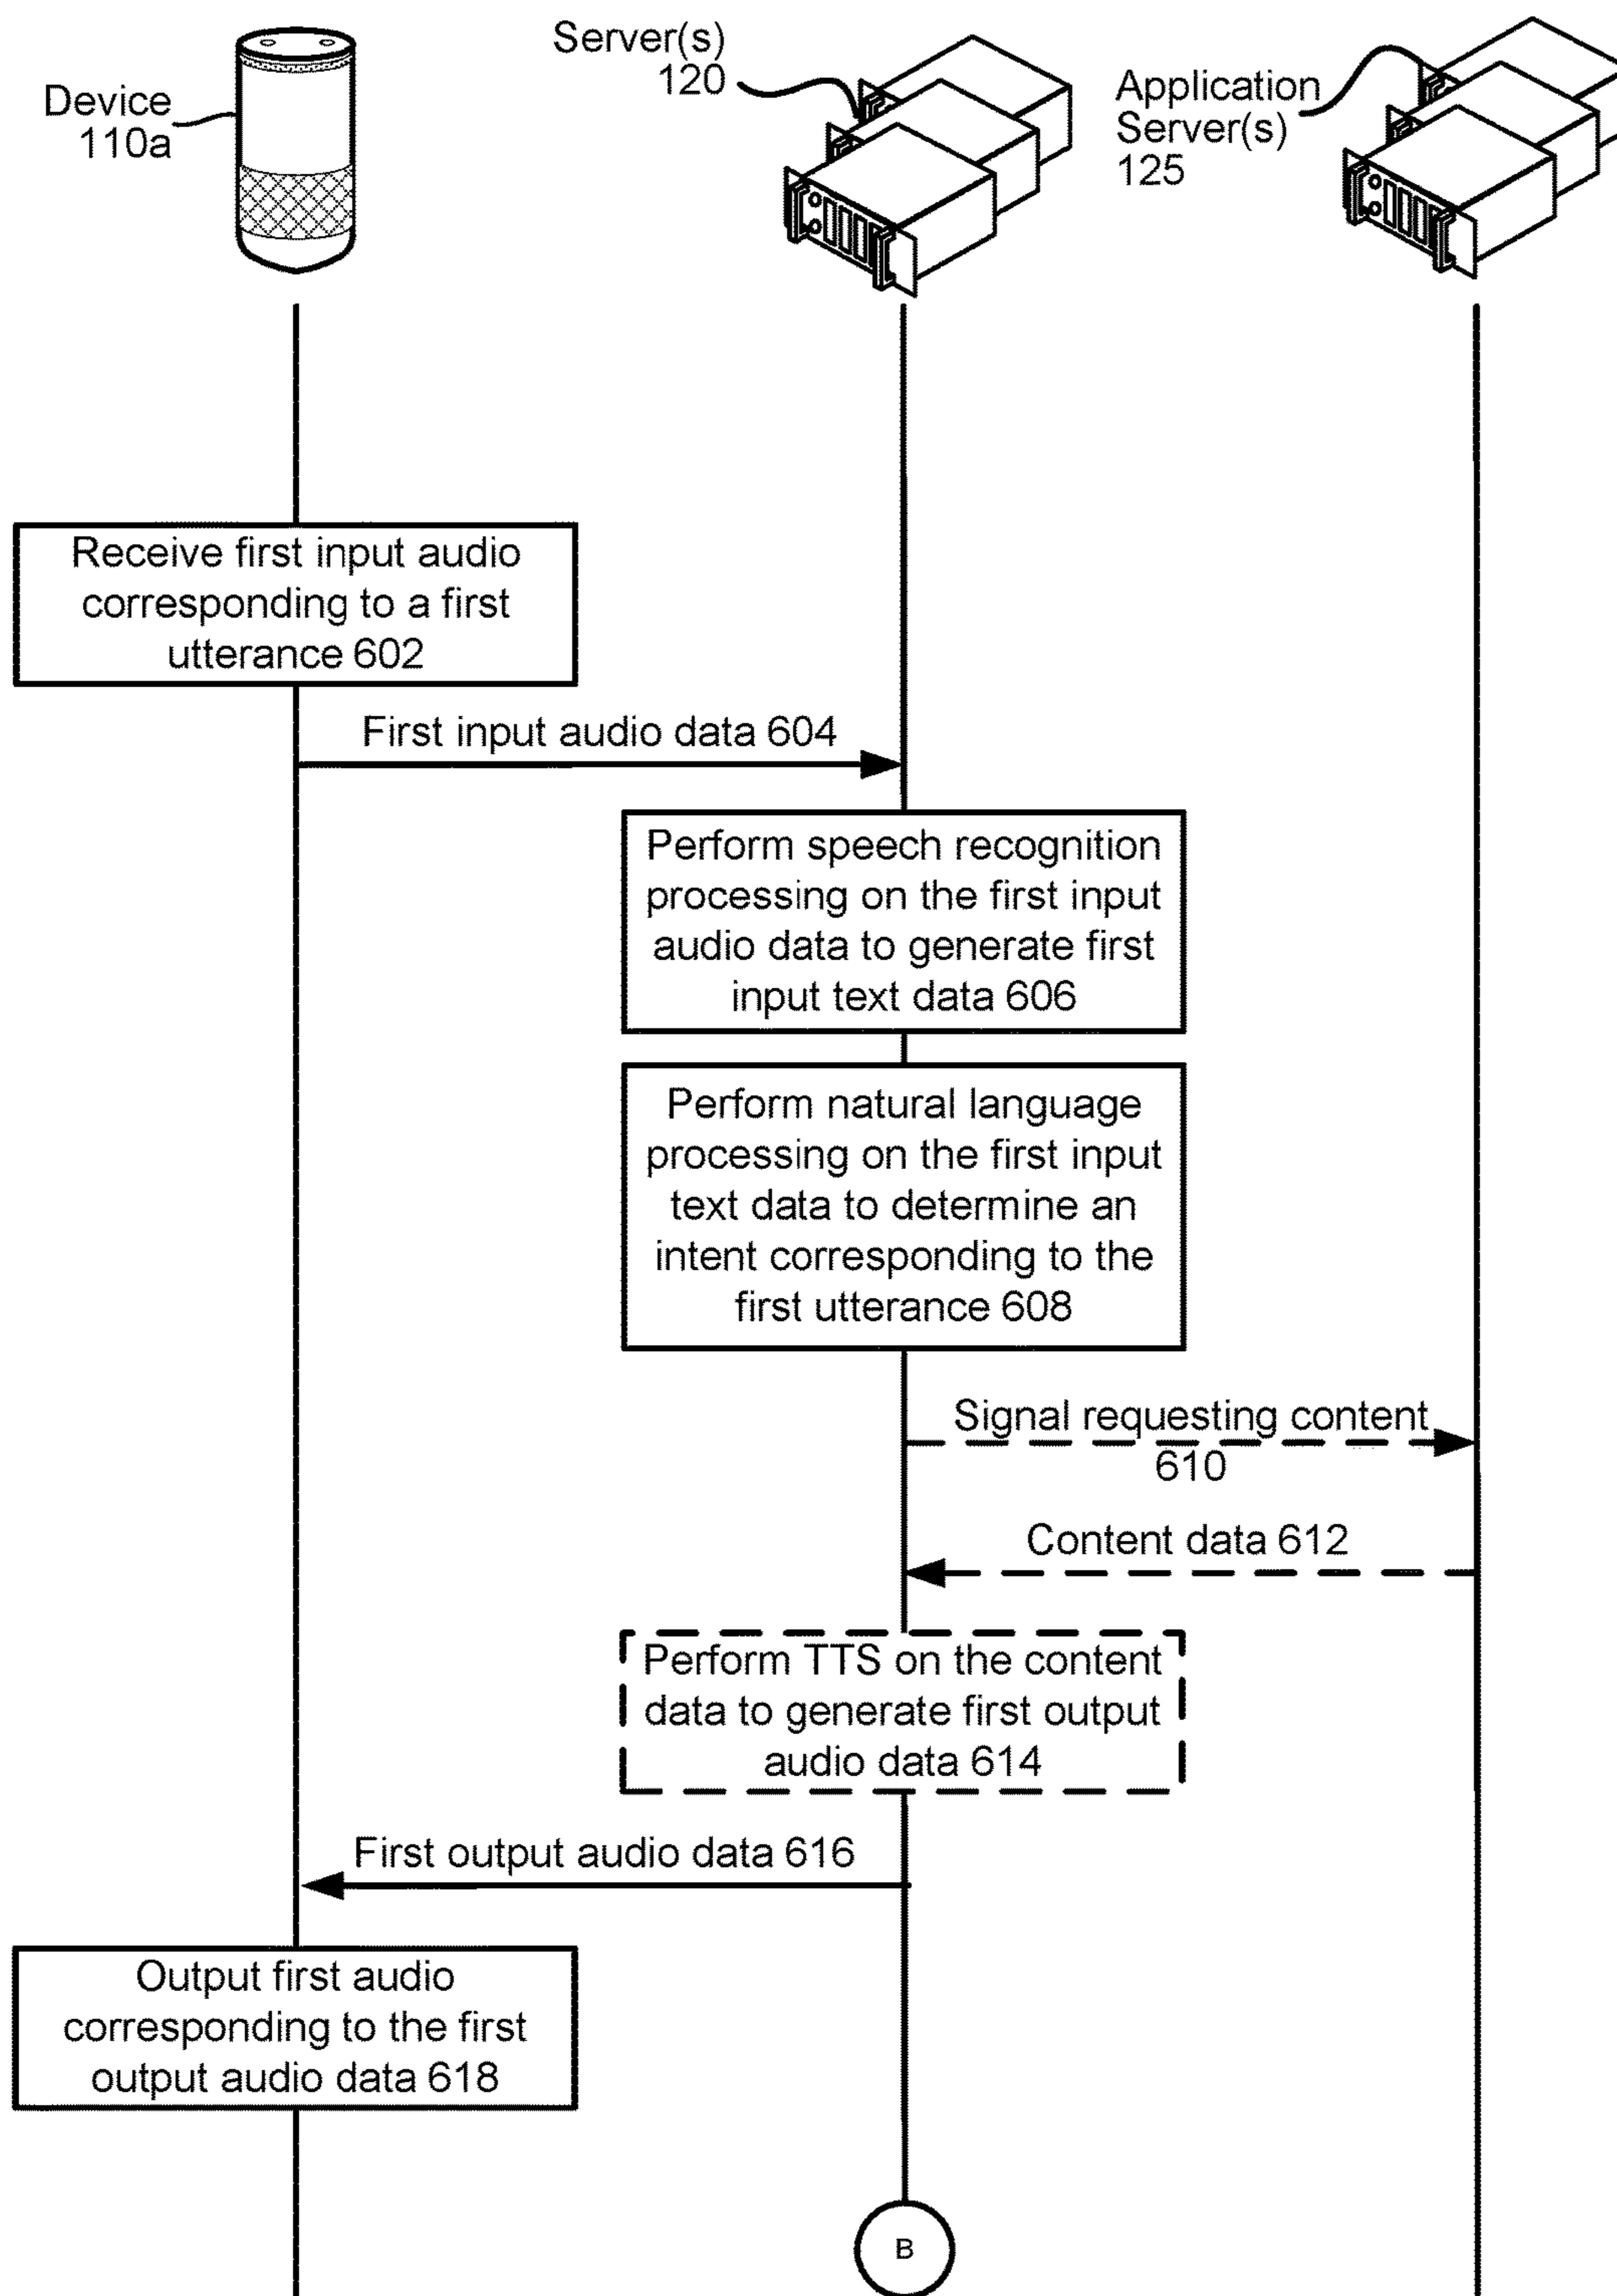 Device
110a
Server(s)
120
Application
Server(s)
125
Receive first input audio
corresponding to a first
utterance 602
First input audio data 604
Perform speech recognition
processing on the first input
audio data to generate first
input text data 606
Perform natural language
processing on the first input
text data to determine an
intent corresponding to the
first utterance 608
Signal requesting content
610
Content data 612
Perform TTS on the content
data to generate first output
audio data 614
First output audio data 616
Output first audio
corresponding to the first
output audio data 618
B